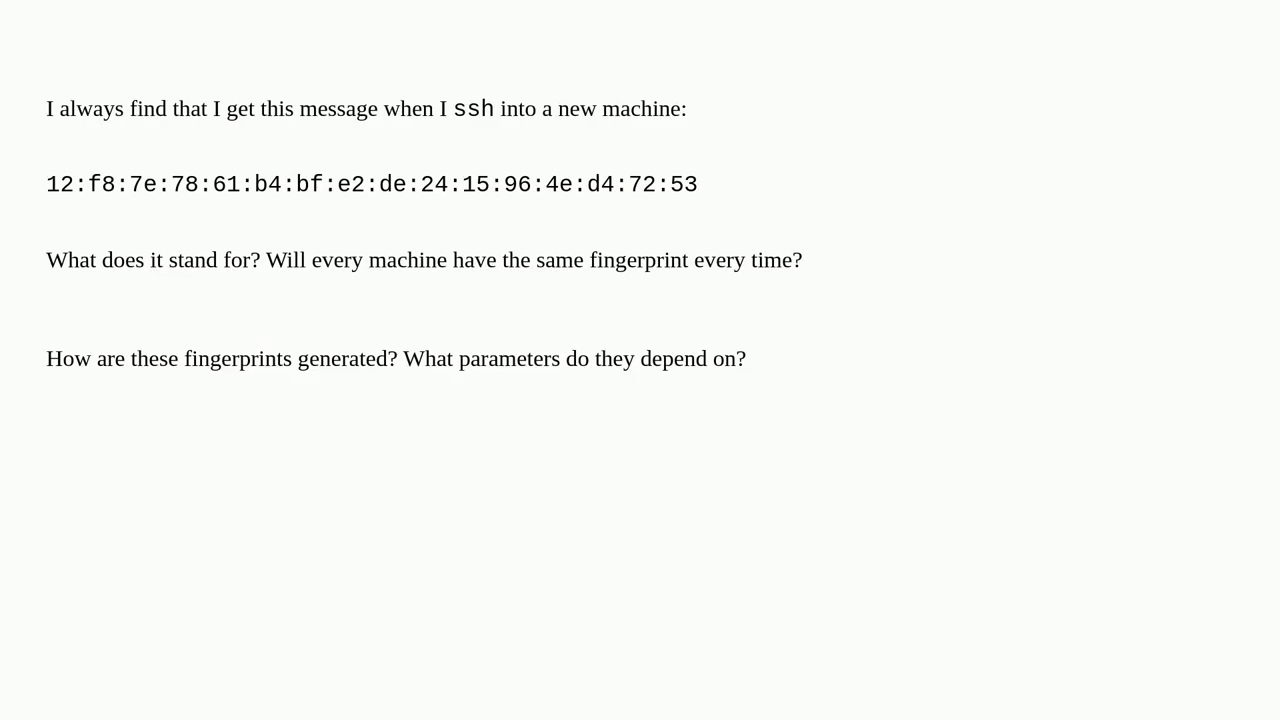 I always find that I get this message when I ssh into a new machine:
12:f8:7e:78:61:b4:bf:e2:de:24:15:96:4e:d4:72:53
What does it stand for? Will every machine have the same fingerprint every time?
How are these fingerprints generated? What parameters do they depend on?